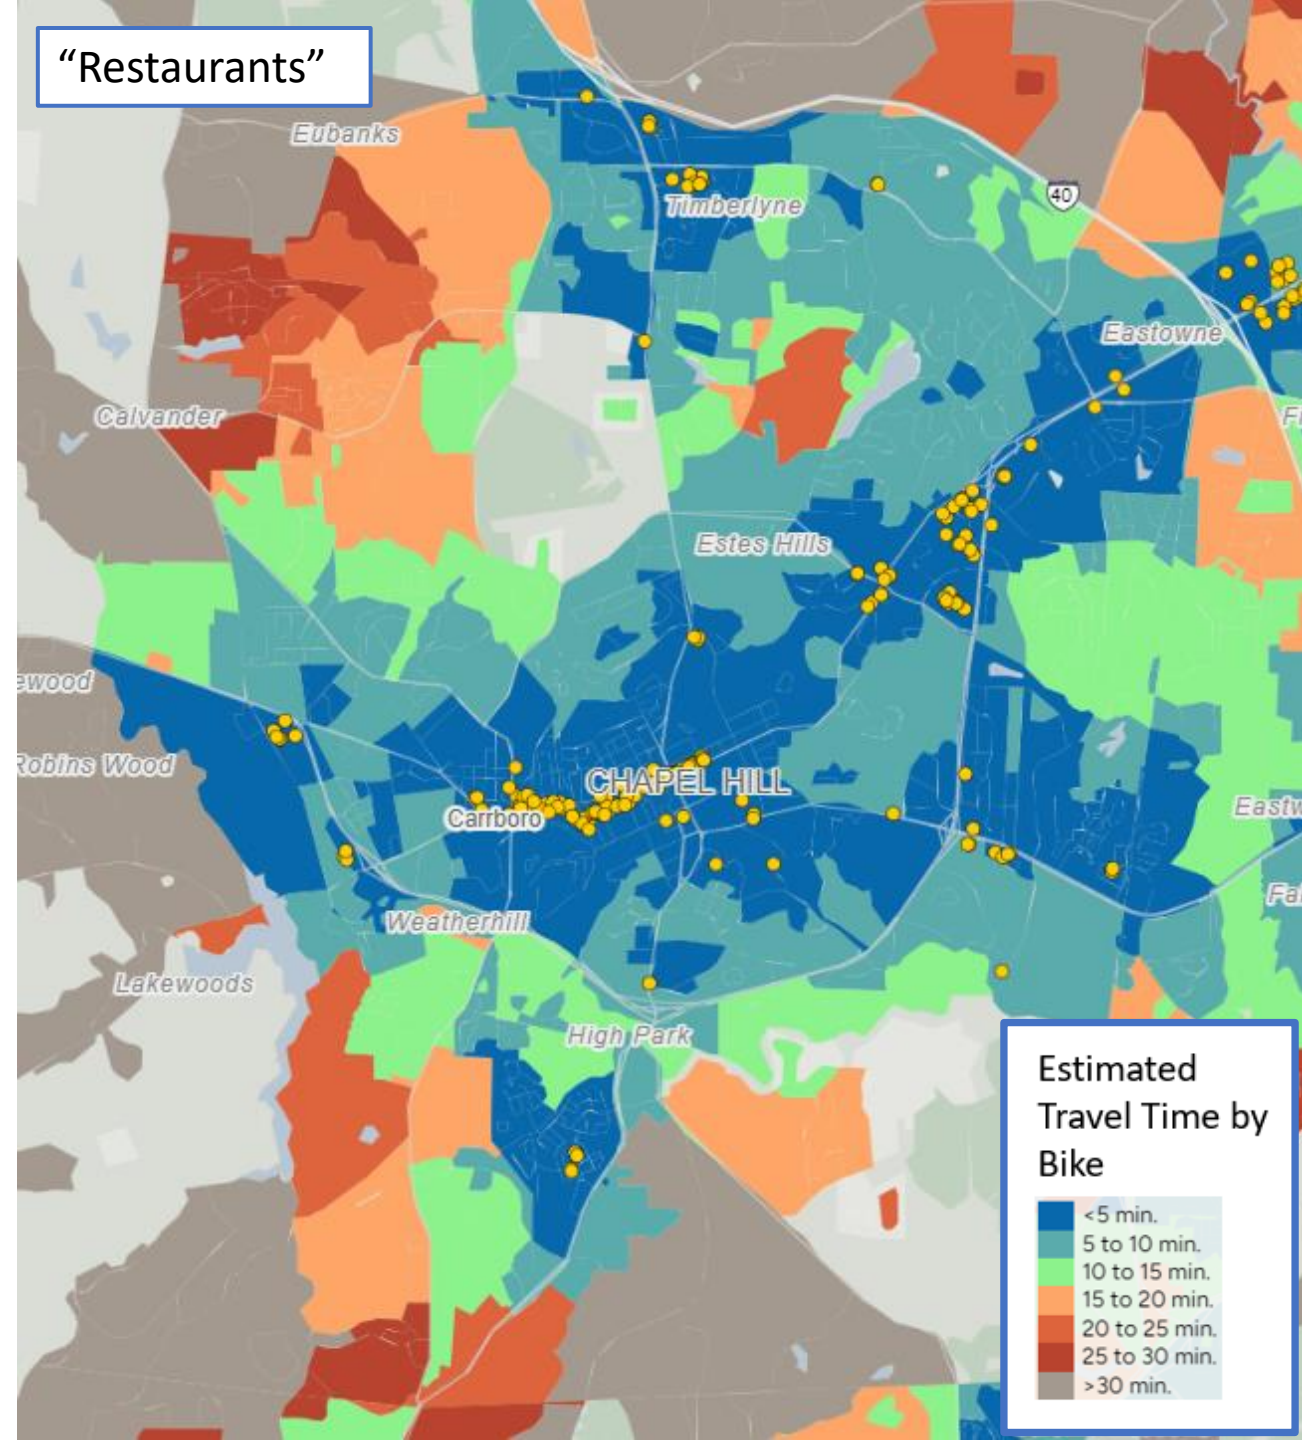 “Restaurants”
Eubanks
40
Timberlyne
Eastowne
Calvander
Estes Hills
ewood
Robins Wood
CHAPEL HILL
Carrboro
Eastw
Fa
Weatherhill
Lakewoods
High Park
Estimated
Travel Time by
Bike
<5 min.
5 to 10 min.
10 to 15 min.
15 to 20 min.
20 to 25 min.
25 to 30 min.
>30 min.